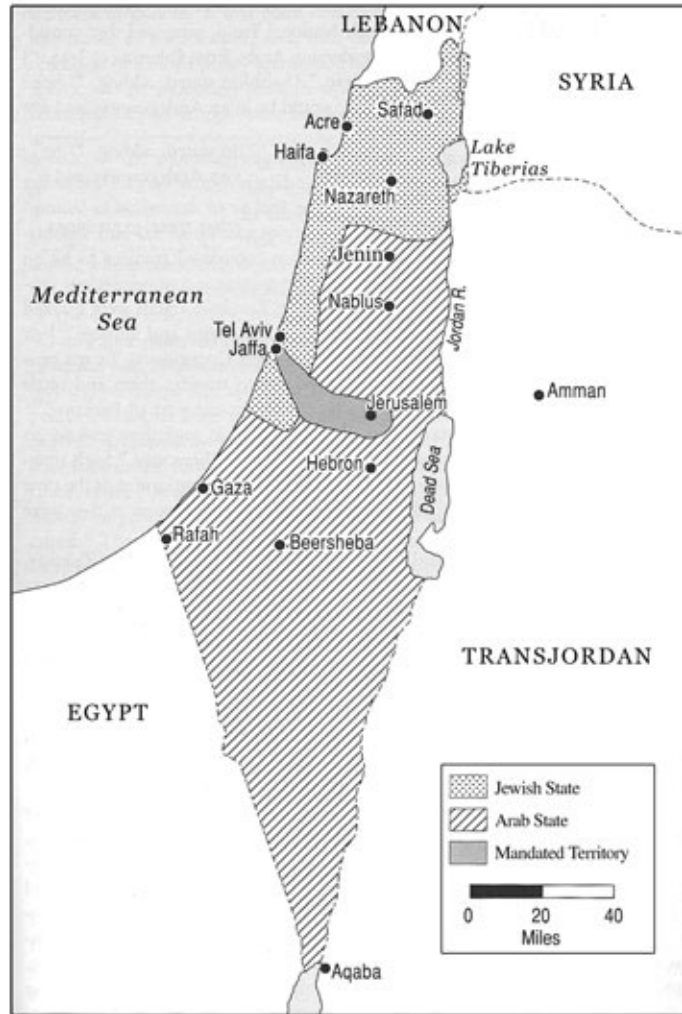 LEBANON
SYRIA
Safad
Acre
Haifa
Lake
Tiberias
Nazareth
Jenin
Mediterranean
Sea
Nablus
Jordan R.
Tel Aviv
Jaffa
Amman
Jerusalem
Hebron
Dead Sea
Gaza
Rafah
Beersheba
TRANSJORDAN
EGYPT
Jewish State
Arab State
Mandated Territory
0 20 40
Miles
Aqaba